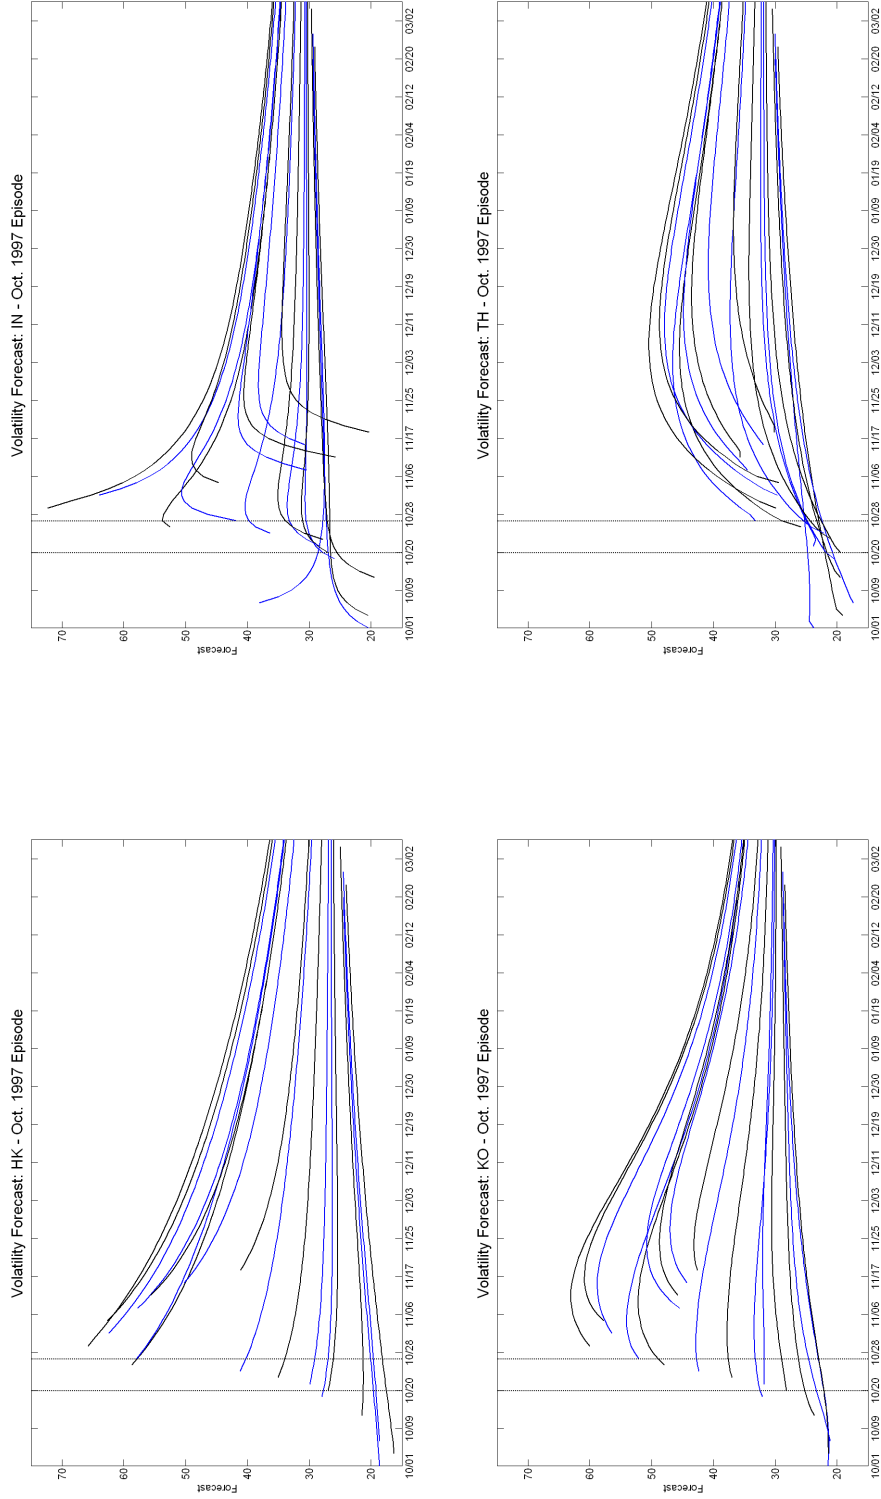 Volatility Forecast: HK - Oct. 1997 Episode
70
60
50
40
30
20
Forecast
10/01 10/09 10/20 10/28 11/06 11/17 11/25 12/03 12/11 12/19 12/30 01/09 01/19 02/04 02/12 02/20 03/02
Volatility Forecast: IN - Oct. 1997 Episode
70
60
50
40
30
20
Forecast
10/01 10/09 10/20 10/28 11/06 11/17 11/25 12/03 12/11 12/19 12/30 01/09 01/19 02/04 02/12 02/20 03/02
Volatility Forecast: KO - Oct. 1997 Episode
70
60
50
40
30
20
Forecast
10/01 10/09 10/20 10/28 11/06 11/17 11/25 12/03 12/11 12/19 12/30 01/09 01/19 02/04 02/12 02/20 03/02
Volatility Forecast: TH - Oct. 1997 Episode
70
60
50
40
30
20
Forecast
10/01 10/09 10/20 10/28 11/06 11/17 11/25 12/03 12/11 12/19 12/30 01/09 01/19 02/04 02/12 02/20 03/02